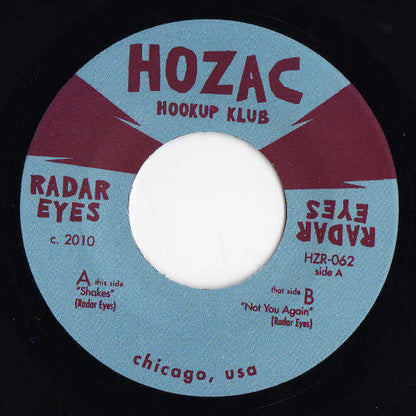 HOZAC
HOOKUP KLUB
RADAR
EYES
c. 2010
RADAR
EYES
HZR-062
side A
A this side
"Shakes"
(Radar Eyes)
that side B
"Not You Again"
(Radar Eyes)
chicago, usa